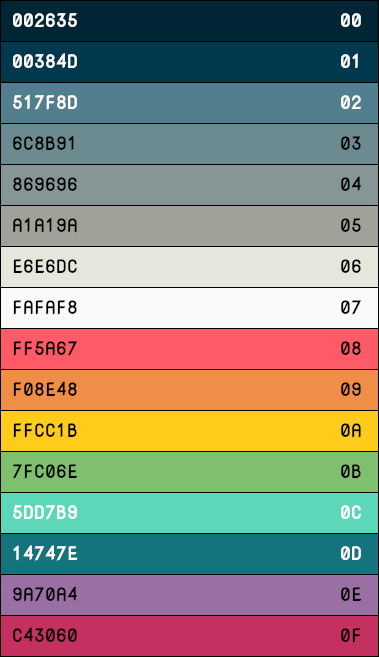 002635 00
00384D 01
517F8D 02
6C8B91 03
869696 04
A1A19A 05
E6E6DC 06
FAFAF8 07
FF5A67 08
F08E48 09
FFCC1B 0A
7FC06E 0B
5DD7B9 0C
14747E 0D
9A70A4 0E
C43060 0F